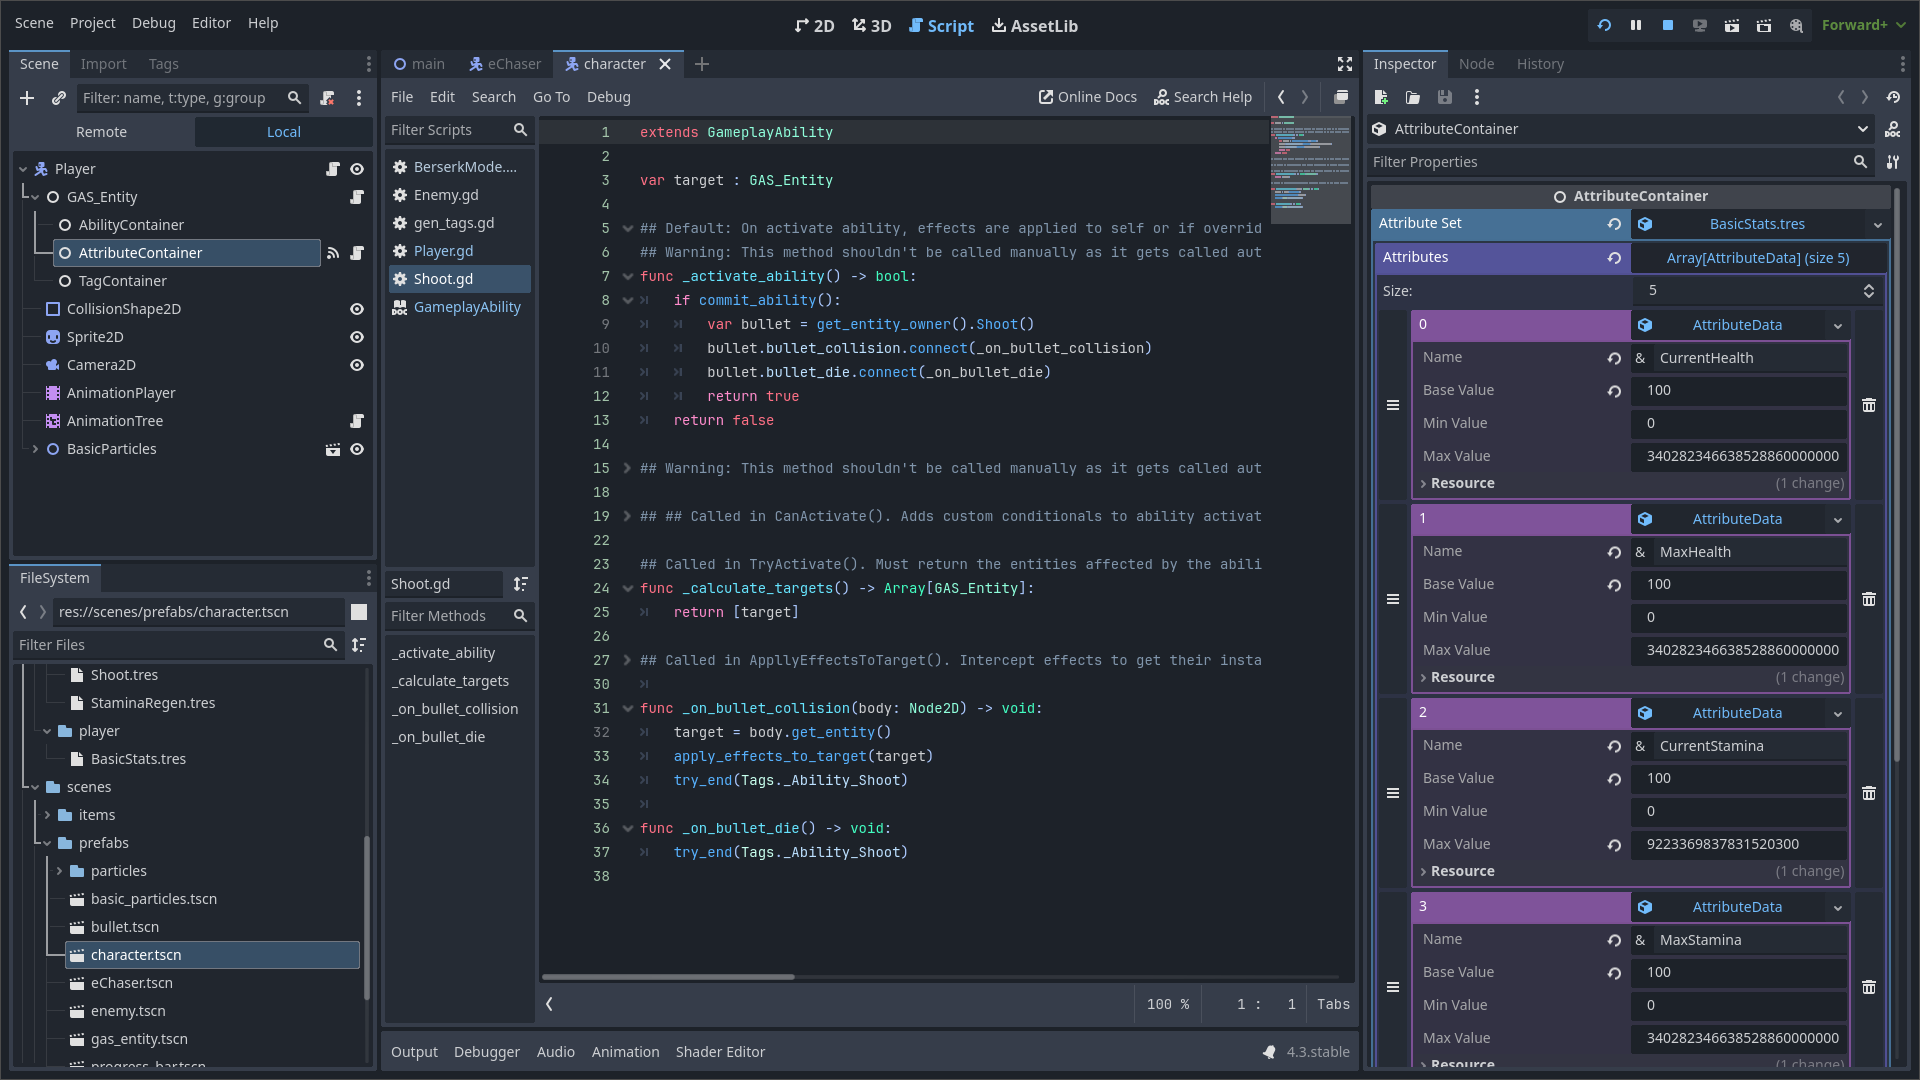 Scene Project Debug Editor Help
2D 3D Script AssetLib
Forward+
Scene Import Tags
Filter: name, t:type, g:group
Remote Local
Player
GAS_Entity
AbilityContainer
AttributeContainer
TagContainer
CollisionShape2D
Sprite2D
Camera2D
AnimationPlayer
AnimationTree
BasicParticles
FileSystem
res://scenes/prefabs/character.tscn
Filter Files
Shoot.tres
StaminaRegen.tres
player
BasicStats.tres
scenes
items
prefabs
particles
basic_particles.tscn
bullet.tscn
character.tscn
eChaser.tscn
enemy.tscn
gas_entity.tscn
progress_bar.tscn
main eChaser character
File Edit Search Go To Debug
Online Docs Search Help
Filter Scripts
BerserkMode....
Enemy.gd
gen_tags.gd
Player.gd
Shoot.gd
GameplayAbility
Shoot.gd
Filter Methods
_activate_ability
_calculate_targets
_on_bullet_collision
_on_bullet_die
1 extends GameplayAbility
2
3 var target : GAS_Entity
4
5 ## Default: On activate ability, effects are applied to self or if overrid
6 ## Warning: This method shouldn't be called manually as it gets called aut
7 func _activate_ability() -> bool:
8 if commit_ability():
9 var bullet = get_entity_owner().Shoot()
10 bullet.bullet_collision.connect(_on_bullet_collision)
11 bullet.bullet_die.connect(_on_bullet_die)
12 return true
13 return false
14
15 ## Warning: This method shouldn't be called manually as it gets called aut
18
19 ## ## Called in CanActivate(). Adds custom conditionals to ability activat
22
23 ## Called in TryActivate(). Must return the entities affected by the abili
24 func _calculate_targets() -> Array[GAS_Entity]:
25 return [target]
26
27 ## Called in AppllyEffectsToTarget(). Intercept effects to get their insta
30
31 func _on_bullet_collision(body: Node2D) -> void:
32 target = body.get_entity()
33 apply_effects_to_target(target)
34 try_end(Tags._Ability_Shoot)
35
36 func _on_bullet_die() -> void:
37 try_end(Tags._Ability_Shoot)
38
100 % 1 : 1 Tabs
Output Debugger Audio Animation Shader Editor
4.3.stable
Inspector Node History
AttributeContainer
Filter Properties
AttributeContainer
Attribute Set BasicStats.tres
Attributes Array[AttributeData] (size 5)
Size: 5
0 AttributeData
Name & CurrentHealth
Base Value 100
Min Value 0
Max Value 340282346638528860000000
Resource (1 change)
1 AttributeData
Name & MaxHealth
Base Value 100
Min Value 0
Max Value 340282346638528860000000
Resource (1 change)
2 AttributeData
Name & CurrentStamina
Base Value 100
Min Value 0
Max Value 9223369837831520300
Resource (1 change)
3 AttributeData
Name & MaxStamina
Base Value 100
Min Value 0
Max Value 340282346638528860000000
Resource (1 change)